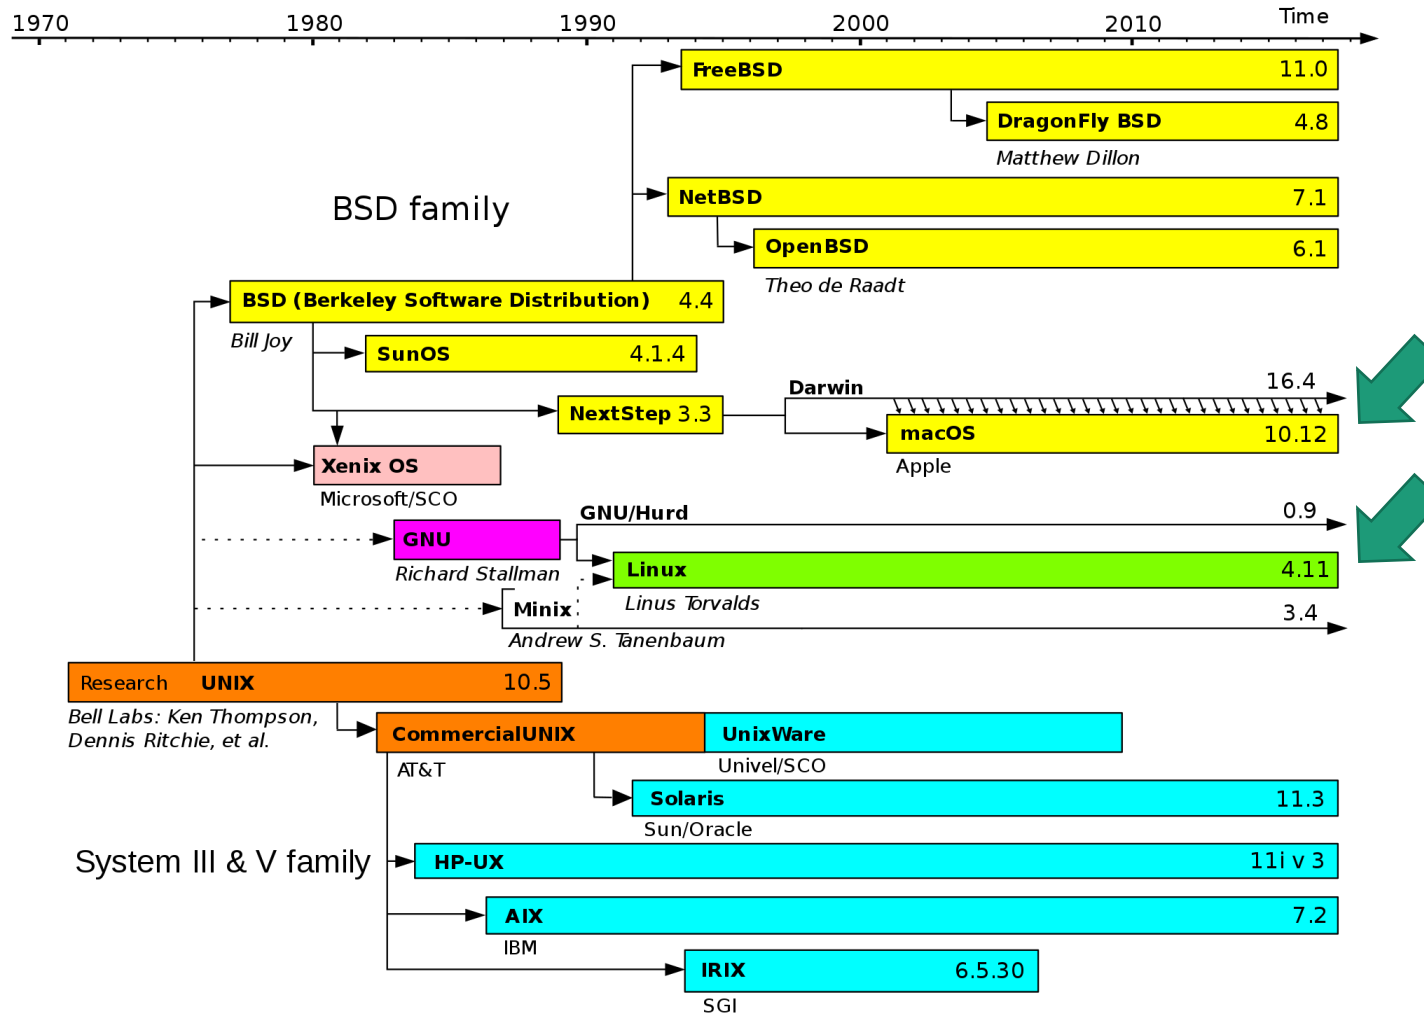 1970 1980 1990 2000 2010 Time
FreeBSD 11.0
DragonFly BSD 4.8
Matthew Dillon
NetBSD 7.1
BSD family
OpenBSD 6.1
Theo de Raadt
BSD (Berkeley Software Distribution) 4.4
Bill Joy
SunOS 4.1.4
Darwin 16.4
NextStep 3.3
macOS 10.12
Apple
Xenix OS
Microsoft/SCO
GNU/Hurd 0.9
GNU
Richard Stallman
Linux 4.11
Linus Torvalds
Minix 3.4
Andrew S. Tanenbaum
Research UNIX 10.5
Bell Labs: Ken Thompson,
Dennis Ritchie, et al.
CommercialUNIX UnixWare
AT&T Univel/SCO
Solaris 11.3
Sun/Oracle
System III & V family
HP-UX 11i v 3
AIX 7.2
IBM
IRIX 6.5.30
SGI